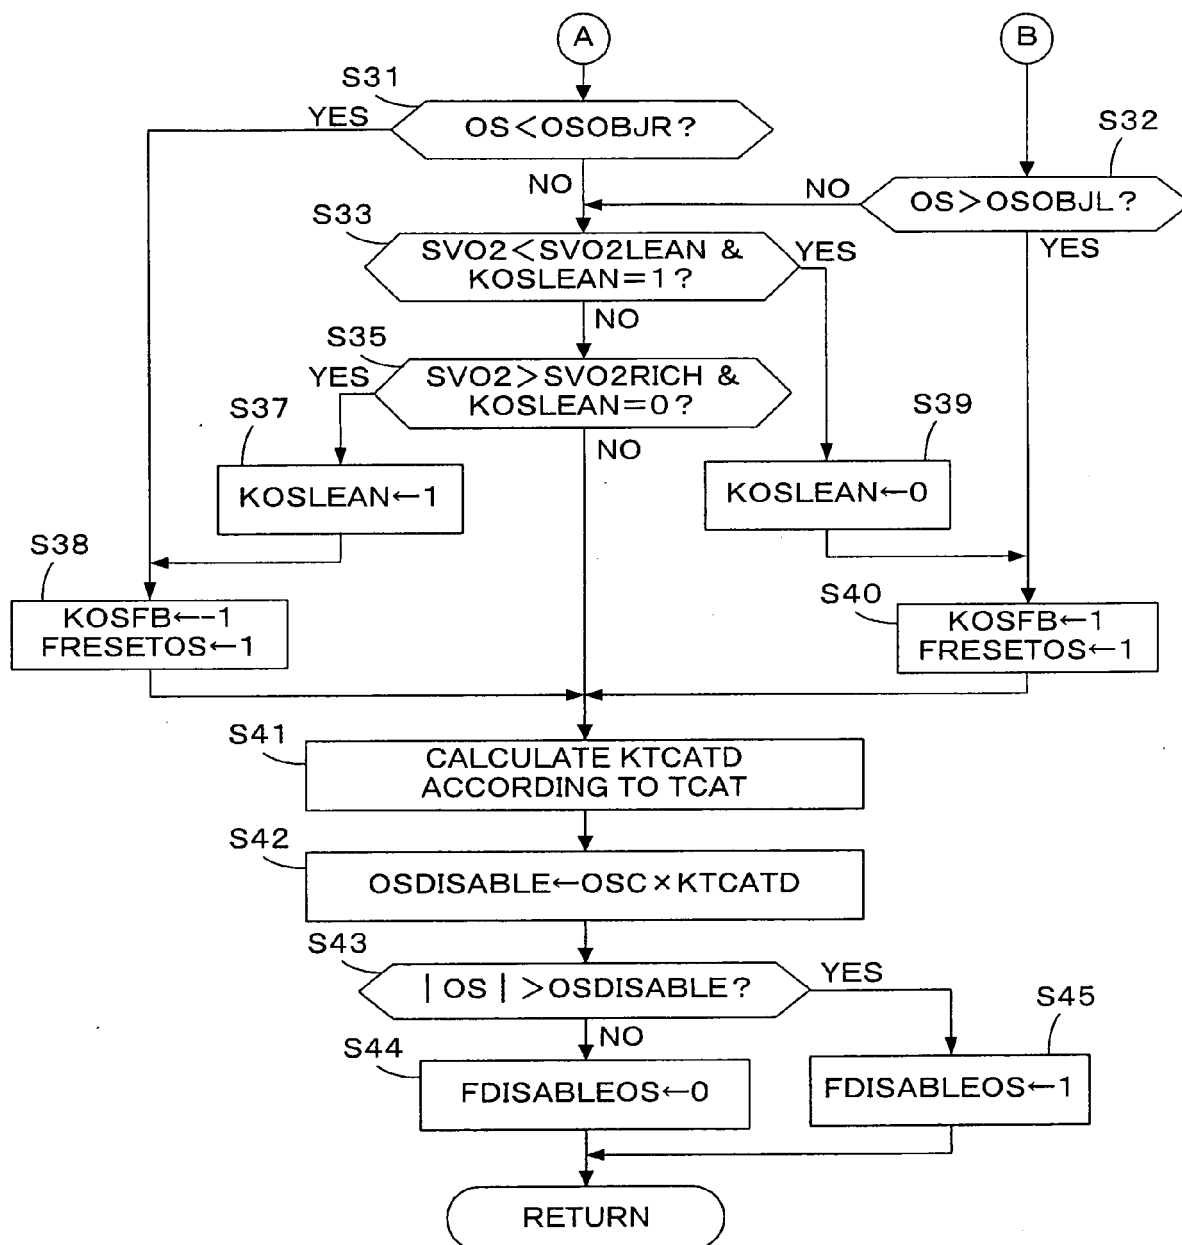 A
B
S31
YES
OS<OSOBJR?
S32
NO
NO
OS>OSOBJL?
S33
SVO2<SVO2LEAN &
KOSLEAN=1?
YES
YES
NO
S35
YES
SVO2>SVO2RICH &
KOSLEAN=0?
S37
S39
NO
KOSLEAN←1
KOSLEAN←0
S38
S40
KOSFB←-1
FRESETOS←1
KOSFB←1
FRESETOS←1
S41
CALCULATE KTCATD
ACCORDING TO TCAT
S42
OSDISABLE←OSC×KTCATD
S43
|OS|>OSDISABLE?
YES
S45
NO
S44
FDISABLEOS←0
FDISABLEOS←1
RETURN